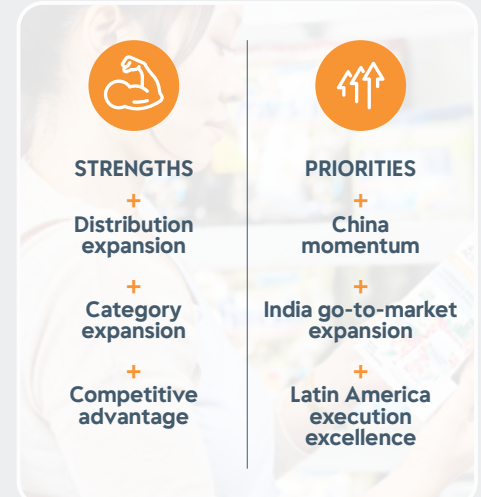 STRENGTHS
+
Distribution
expansion
+
Category
expansion
+
Competitive
advantage
PRIORITIES
+
China
momentum
+
India go-to-market
expansion
+
Latin America
execution
excellence